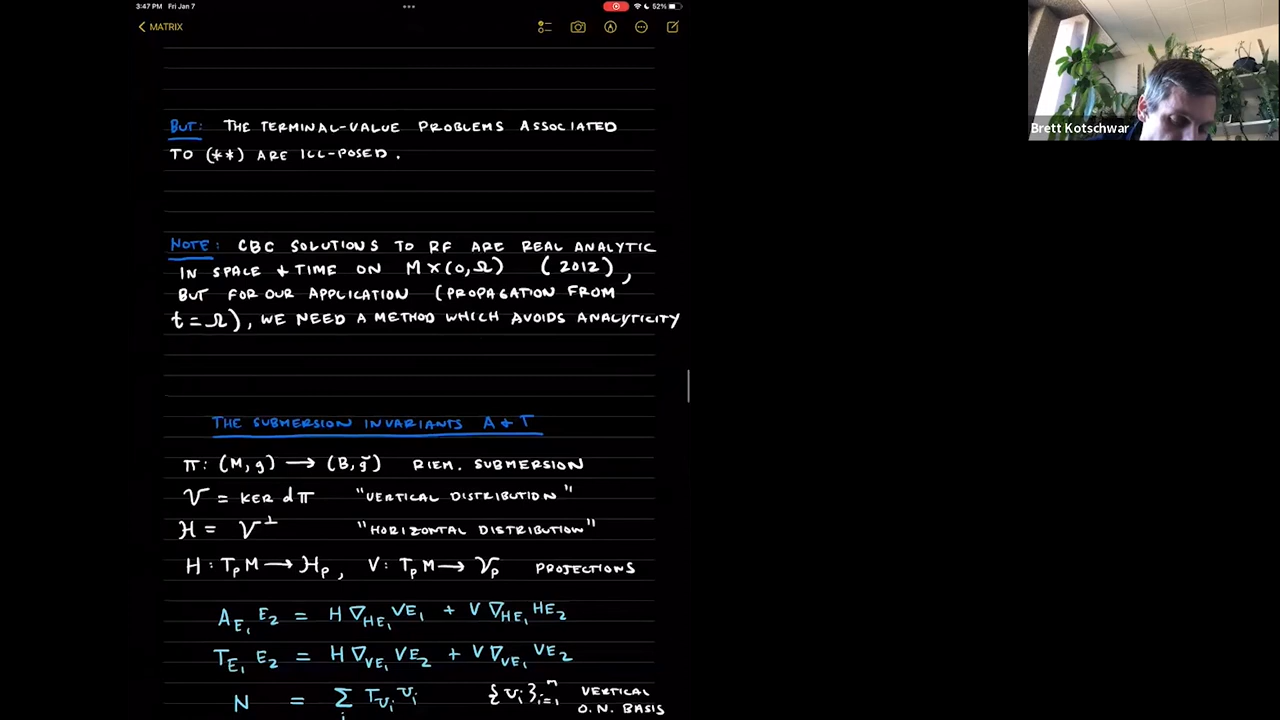 3:47 PM Fri Jan 7
52%
MATRIX
BUT: THE TERMINAL-VALUE PROBLEMS ASSOCIATED
TO (**) ARE ILL-POSED.
NOTE: CBC SOLUTIONS TO RF ARE REAL ANALYTIC
IN SPACE + TIME ON M×(0,Ω) (2012),
BUT FOR OUR APPLICATION (PROPAGATION FROM
t=Ω), WE NEED A METHOD WHICH AVOIDS ANALYTICITY
THE SUBMERSION INVARIANTS A + T
π: (M, g) → (B, ğ) RIEM. SUBMERSION
𝒱 = KER dπ "VERTICAL DISTRIBUTION"
ℋ = 𝒱^⊥ "HORIZONTAL DISTRIBUTION"
H: T_p M → ℋ_p, V: T_p M → 𝒱_p PROJECTIONS
A_{E_1} E_2 = H ∇_{HE_1} VE_1 + V ∇_{HE_1} HE_2
T_{E_1} E_2 = H ∇_{VE_1} VE_2 + V ∇_{VE_1} VE_2
N = Σ_i T_{v_i} v_i {v_i}_{i=1}^n VERTICAL
O.N. BASIS
Brett Kotschwar